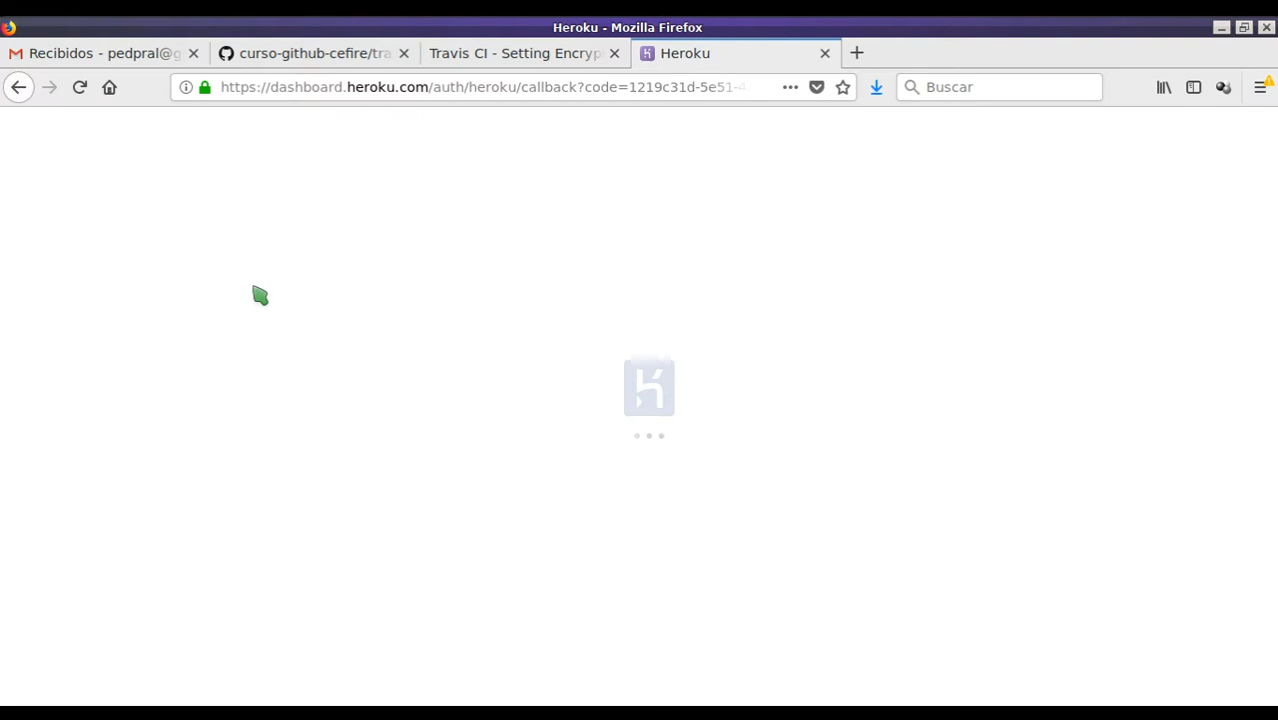 Heroku - Mozilla Firefox
Recibidos - pedpral@g
curso-github-cefire/tra
Travis CI - Setting Encryp
Heroku
https://dashboard.heroku.com/auth/heroku/callback?code=1219c31d-5e51-4
Buscar